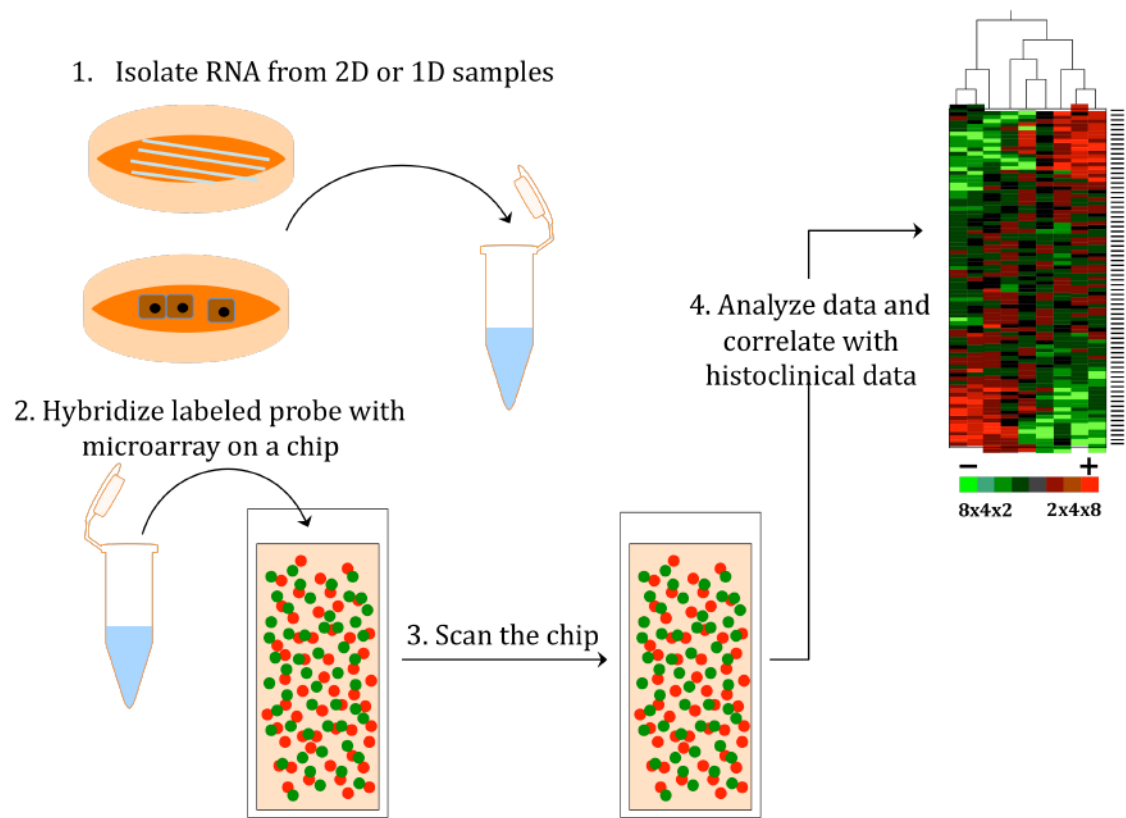 1. Isolate RNA from 2D or 1D samples
2. Hybridize labeled probe with
microarray on a chip
3. Scan the chip
4. Analyze data and
correlate with
histoclinical data
− +
8x4x2 2x4x8